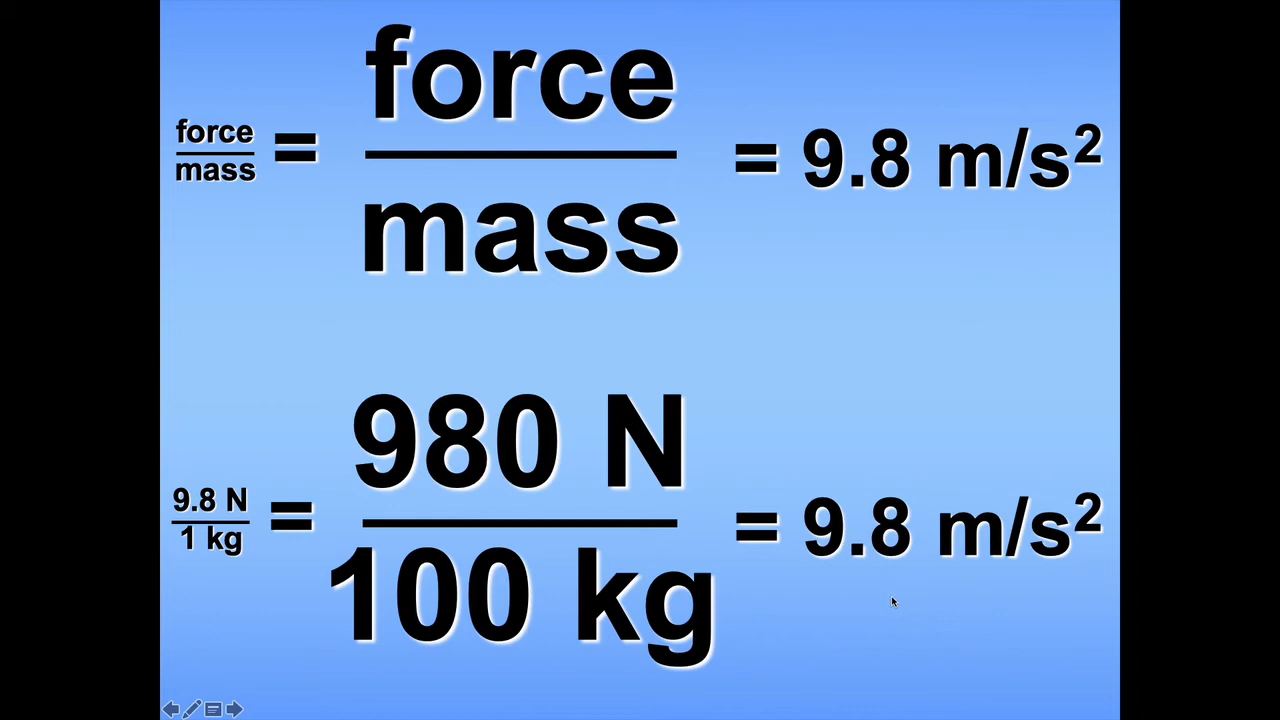 force
mass
=
force
mass
= 9.8 m/s²
9.8 N
1 kg
=
980 N
100 kg
= 9.8 m/s²